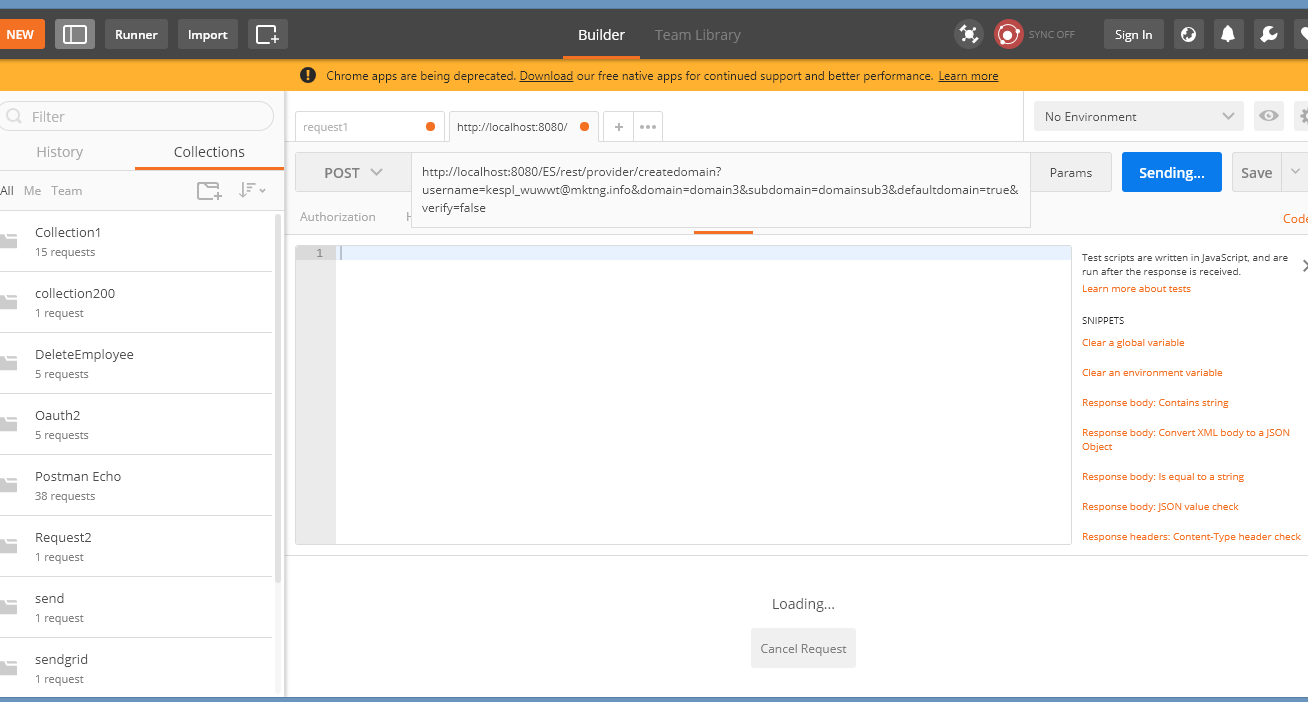 NEW
Runner
Import
Builder
Team Library
SYNC OFF
Sign In
Chrome apps are being deprecated. Download our free native apps for continued support and better performance. Learn more
Filter
History
Collections
All
Me
Team
Collection1
15 requests
collection200
1 request
DeleteEmployee
5 requests
Oauth2
5 requests
Postman Echo
38 requests
Request2
1 request
send
1 request
sendgrid
1 request
request1
http://localhost:8080/
No Environment
POST
http://localhost:8080/ES/rest/provider/createdomain?
username=kespl_wuwwt@mktng.info&domain=domain3&subdomain=domainsub3&defaultdomain=true&
verify=false
Params
Sending...
Save
Authorization
Code
1
Test scripts are written in JavaScript, and are
run after the response is received.
Learn more about tests
SNIPPETS
Clear a global variable
Clear an environment variable
Response body: Contains string
Response body: Convert XML body to a JSON
Object
Response body: Is equal to a string
Response body: JSON value check
Response headers: Content-Type header check
Loading...
Cancel Request